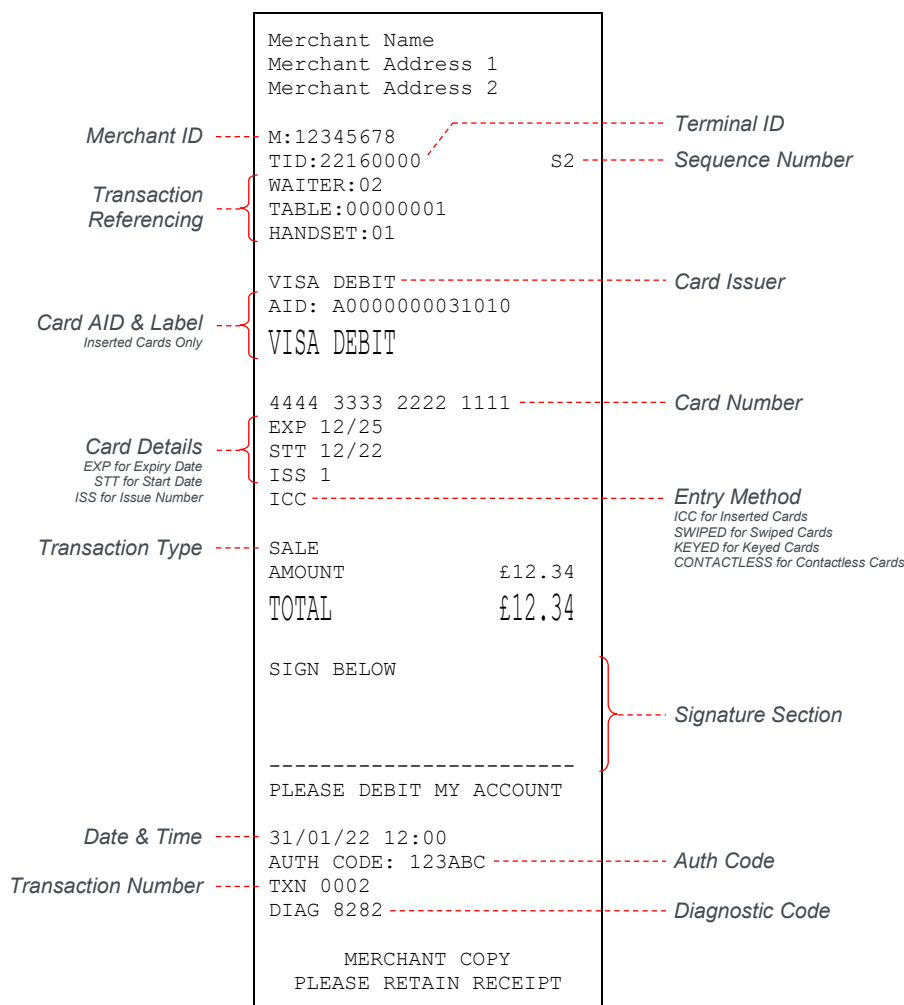 Merchant Name
Merchant Address 1
Merchant Address 2
Merchant ID
M:12345678
Terminal ID
TID:22160000 S2
Sequence Number
Transaction
Referencing
WAITER:02
TABLE:00000001
HANDSET:01
VISA DEBIT
Card Issuer
Card AID & Label
Inserted Cards Only
AID: A0000000031010
VISA DEBIT
4444 3333 2222 1111
Card Number
Card Details
EXP for Expiry Date
STT for Start Date
ISS for Issue Number
EXP 12/25
STT 12/22
ISS 1
ICC
Entry Method
ICC for Inserted Cards
SWIPED for Swiped Cards
KEYED for Keyed Cards
CONTACTLESS for Contactless Cards
Transaction Type
SALE
AMOUNT £12.34
TOTAL £12.34
SIGN BELOW
Signature Section
------------------------
PLEASE DEBIT MY ACCOUNT
Date & Time
31/01/22 12:00
AUTH CODE: 123ABC
Auth Code
Transaction Number
TXN 0002
DIAG 8282
Diagnostic Code
MERCHANT COPY
PLEASE RETAIN RECEIPT